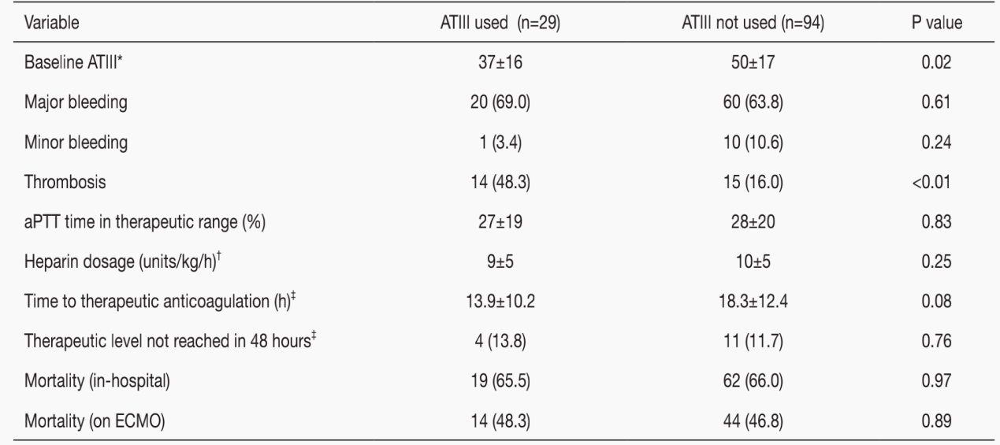 Variable ATIII used (n=29) ATIII not used (n=94) P value
Baseline ATIII* 37±16 50±17 0.02
Major bleeding 20 (69.0) 60 (63.8) 0.61
Minor bleeding 1 (3.4) 10 (10.6) 0.24
Thrombosis 14 (48.3) 15 (16.0) <0.01
aPTT time in therapeutic range (%) 27±19 28±20 0.83
Heparin dosage (units/kg/h)† 9±5 10±5 0.25
Time to therapeutic anticoagulation (h)‡ 13.9±10.2 18.3±12.4 0.08
Therapeutic level not reached in 48 hours‡ 4 (13.8) 11 (11.7) 0.76
Mortality (in-hospital) 19 (65.5) 62 (66.0) 0.97
Mortality (on ECMO) 14 (48.3) 44 (46.8) 0.89